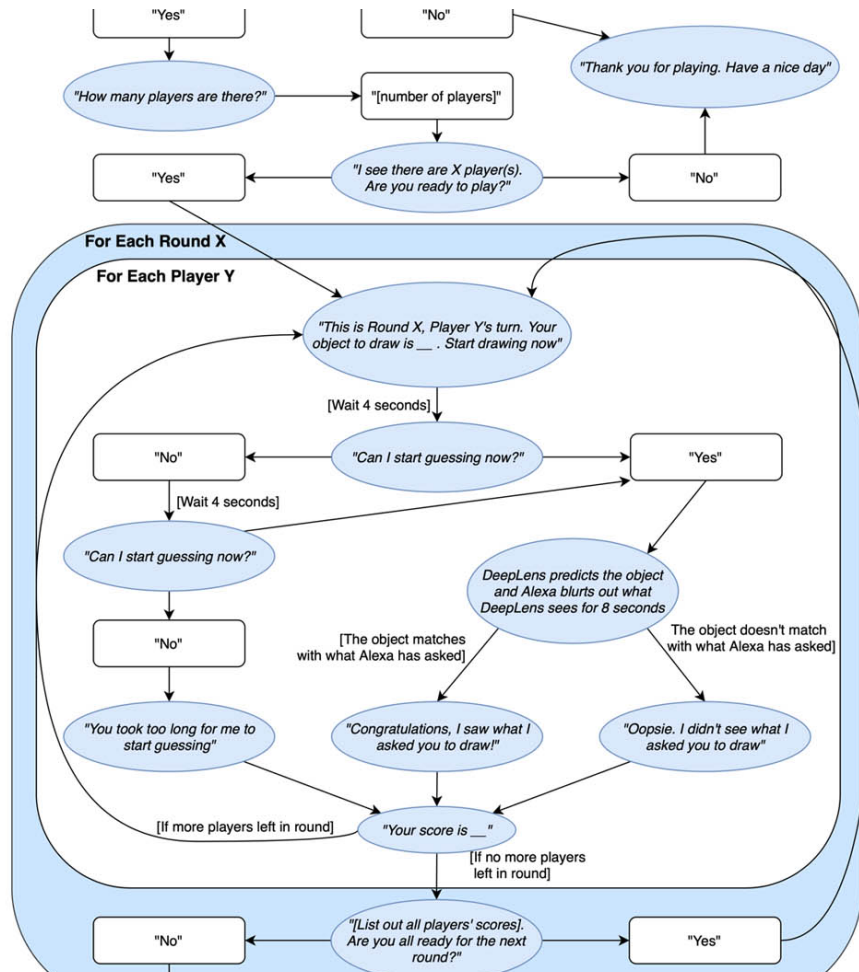 "Yes"
"No"
"Thank you for playing. Have a nice day"
"How many players are there?"
"[number of players]"
"Yes"
"I see there are X player(s).
Are you ready to play?"
"No"
For Each Round X
For Each Player Y
"This is Round X, Player Y's turn. Your
object to draw is __ . Start drawing now"
[Wait 4 seconds]
"No"
"Can I start guessing now?"
"Yes"
[Wait 4 seconds]
"Can I start guessing now?"
DeepLens predicts the object
and Alexa blurts out what
DeepLens sees for 8 seconds
"No"
[The object matches
with what Alexa has asked]
The object doesn't match
with what Alexa has asked]
"You took too long for me to
start guessing"
"Congratulations, I saw what I
asked you to draw!"
"Oopsie. I didn't see what I
asked you to draw"
[If more players left in round]
"Your score is __"
[If no more players
left in round]
"[List out all players' scores].
Are you all ready for the next
round?"
"No"
"Yes"